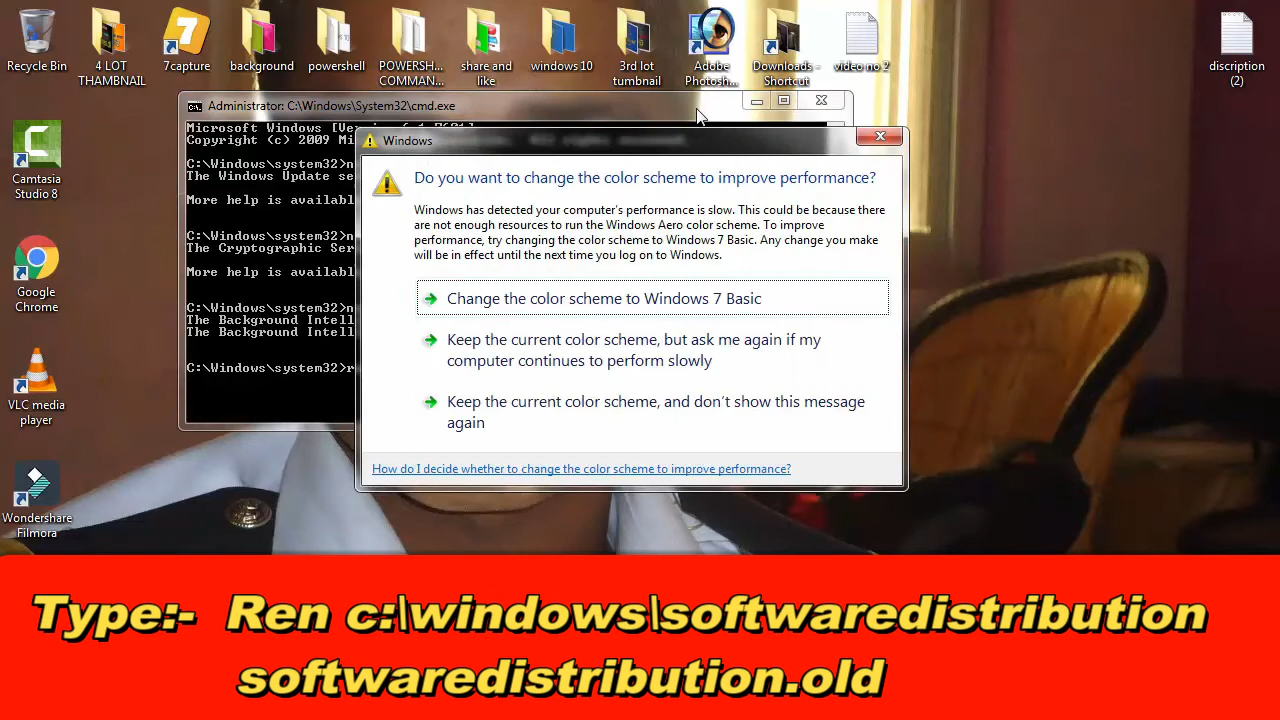 Recycle Bin
4 LOT
THAMBNAIL
7capture
background
powershell
POWERSH...
COMMAN...
share and
like
windows 10
3rd lot
tumbnail
Adobe
Photosh...
Downloads -
Shortcut
video no 2
discription
(2)
Camtasia
Studio 8
Google
Chrome
VLC media
player
Wondershare
Filmora
Administrator: C:\Windows\System32\cmd.exe
Microsoft Windows [Ver
Copyright (c) 2009 Mi
C:\Windows\system32>n
The Windows Update se
More help is availabl
C:\Windows\system32>n
The Cryptographic Ser
More help is availabl
C:\Windows\system32>n
The Background Intell
The Background Intell
C:\Windows\system32>r
Windows
Do you want to change the color scheme to improve performance?
Windows has detected your computer's performance is slow. This could be because there
are not enough resources to run the Windows Aero color scheme. To improve
performance, try changing the color scheme to Windows 7 Basic. Any change you make
will be in effect until the next time you log on to Windows.
Change the color scheme to Windows 7 Basic
Keep the current color scheme, but ask me again if my
computer continues to perform slowly
Keep the current color scheme, and don't show this message
again
How do I decide whether to change the color scheme to improve performance?
Type:- Ren c:\windows\softwaredistribution
softwaredistribution.old